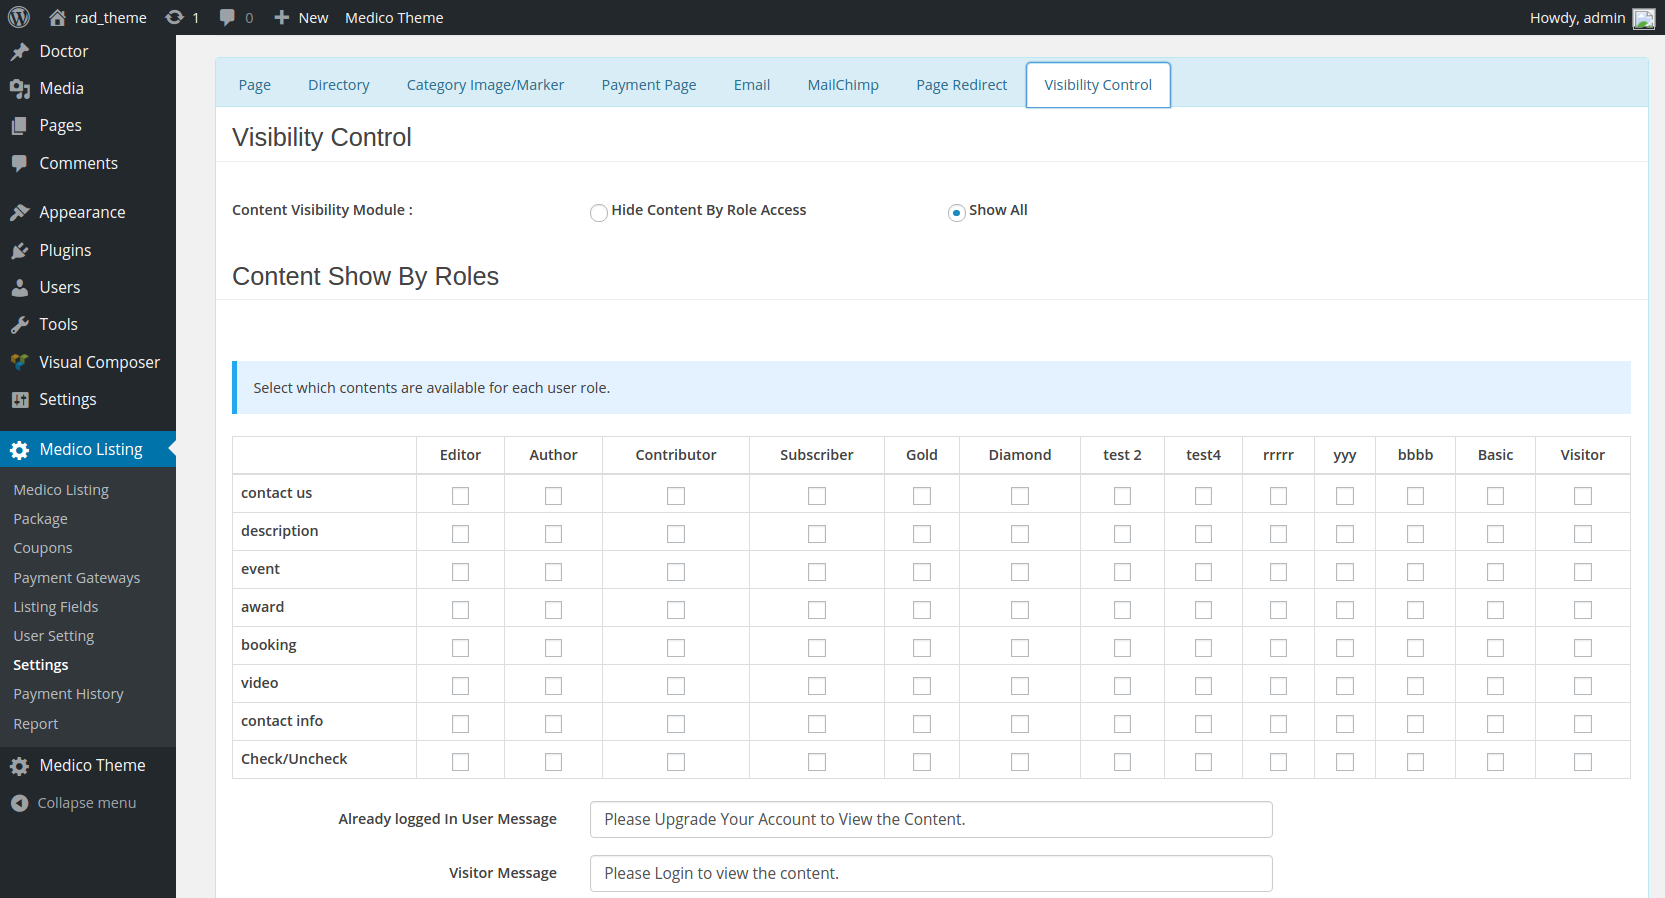 rad_theme 1 0 New Medico Theme Howdy, admin
Doctor
Media
Pages
Comments
Appearance
Plugins
Users
Tools
Visual Composer
Settings
Medico Listing
Medico Listing
Package
Coupons
Payment Gateways
Listing Fields
User Setting
Settings
Payment History
Report
Medico Theme
Collapse menu
Page Directory Category Image/Marker Payment Page Email MailChimp Page Redirect Visibility Control
Visibility Control
Content Visibility Module : Hide Content By Role Access Show All
Content Show By Roles
Select which contents are available for each user role.
Editor Author Contributor Subscriber Gold Diamond test 2 test4 rrrrr yyy bbbb Basic Visitor
contact us
description
event
award
booking
video
contact info
Check/Uncheck
Already logged In User Message Please Upgrade Your Account to View the Content.
Visitor Message Please Login to view the content.